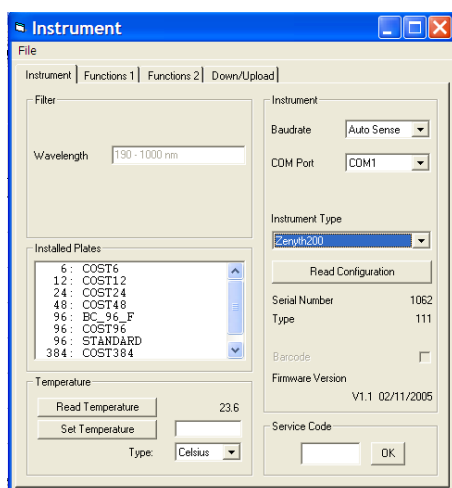 Instrument
File
Instrument Functions 1 Functions 2 Down/Upload
Filter
Wavelength 190 - 1000 nm
Installed Plates
6: COST6
12: COST12
24: COST24
48: COST48
96: BC_96_F
96: COST96
96: STANDARD
384: COST384
Temperature
Read Temperature 23.6
Set Temperature
Type: Celsius
Instrument
Baudrate Auto Sense
COM Port COM1
Instrument Type
Zenyth200
Read Configuration
Serial Number 1062
Type 111
Barcode
Firmware Version
V1.1 02/11/2005
Service Code
OK